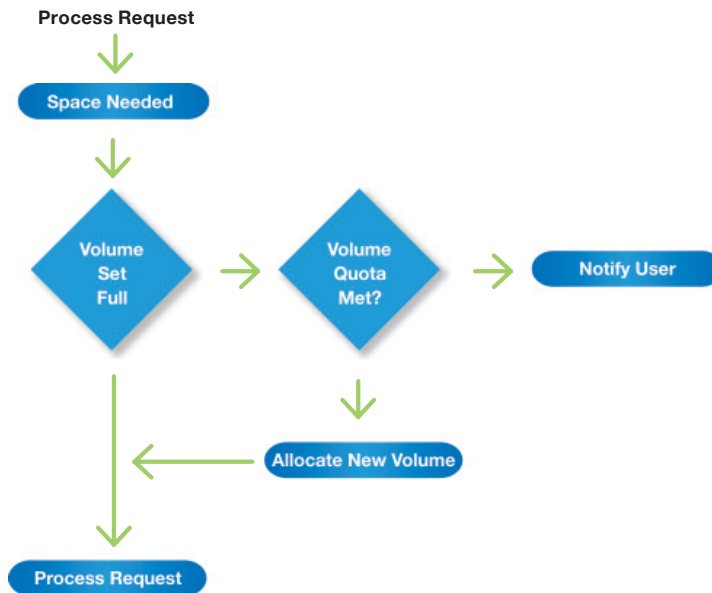 Process Request
Space Needed
Volume
Set
Full
Volume
Quota
Met?
Notify User
Allocate New Volume
Process Request